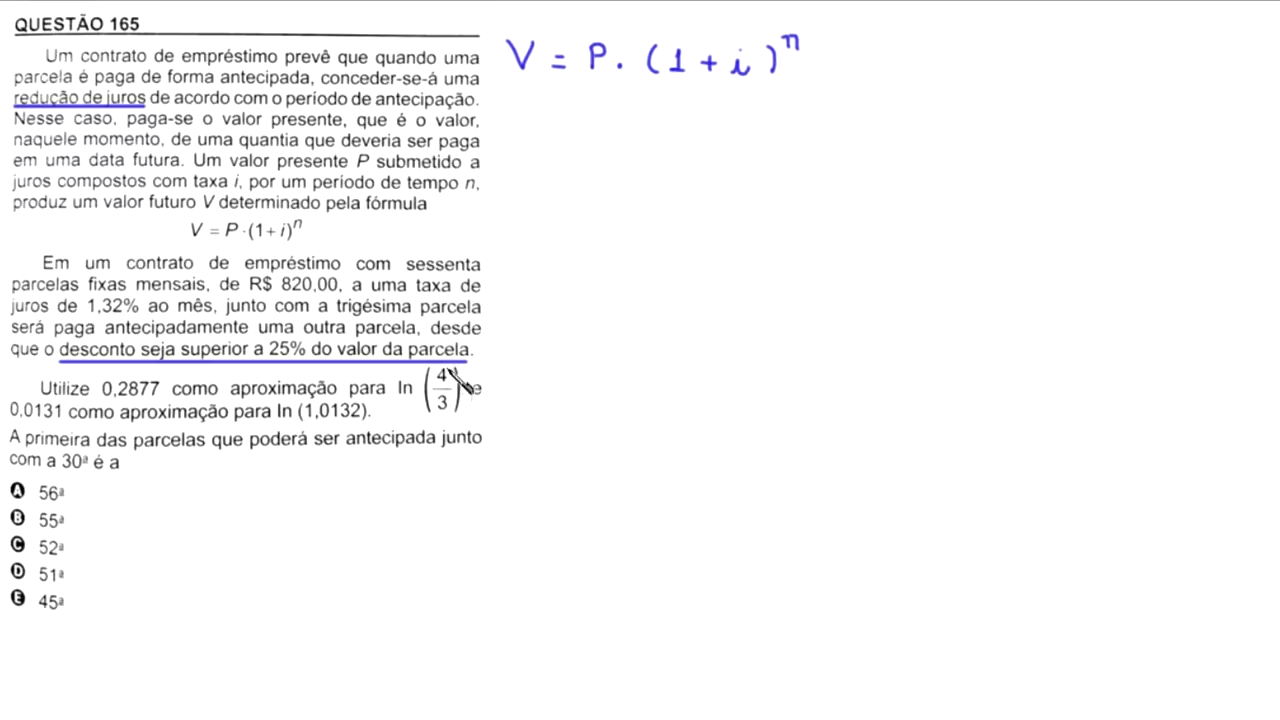 QUESTÃO 165
Um contrato de empréstimo prevê que quando uma
parcela é paga de forma antecipada, conceder-se-á uma
redução de juros de acordo com o período de antecipação.
Nesse caso, paga-se o valor presente, que é o valor,
naquele momento, de uma quantia que deveria ser paga
em uma data futura. Um valor presente P submetido a
juros compostos com taxa i, por um período de tempo n,
produz um valor futuro V determinado pela fórmula
V = P · (1 + i)ⁿ
Em um contrato de empréstimo com sessenta
parcelas fixas mensais, de R$ 820,00, a uma taxa de
juros de 1,32% ao mês, junto com a trigésima parcela
será paga antecipadamente uma outra parcela, desde
que o desconto seja superior a 25% do valor da parcela.
Utilize 0,2877 como aproximação para ln (4/3) e
0,0131 como aproximação para ln (1,0132).
A primeira das parcelas que poderá ser antecipada junto
com a 30ª é a
A 56ª
B 55ª
C 52ª
D 51ª
E 45ª
V = P . (1 + i)ⁿ